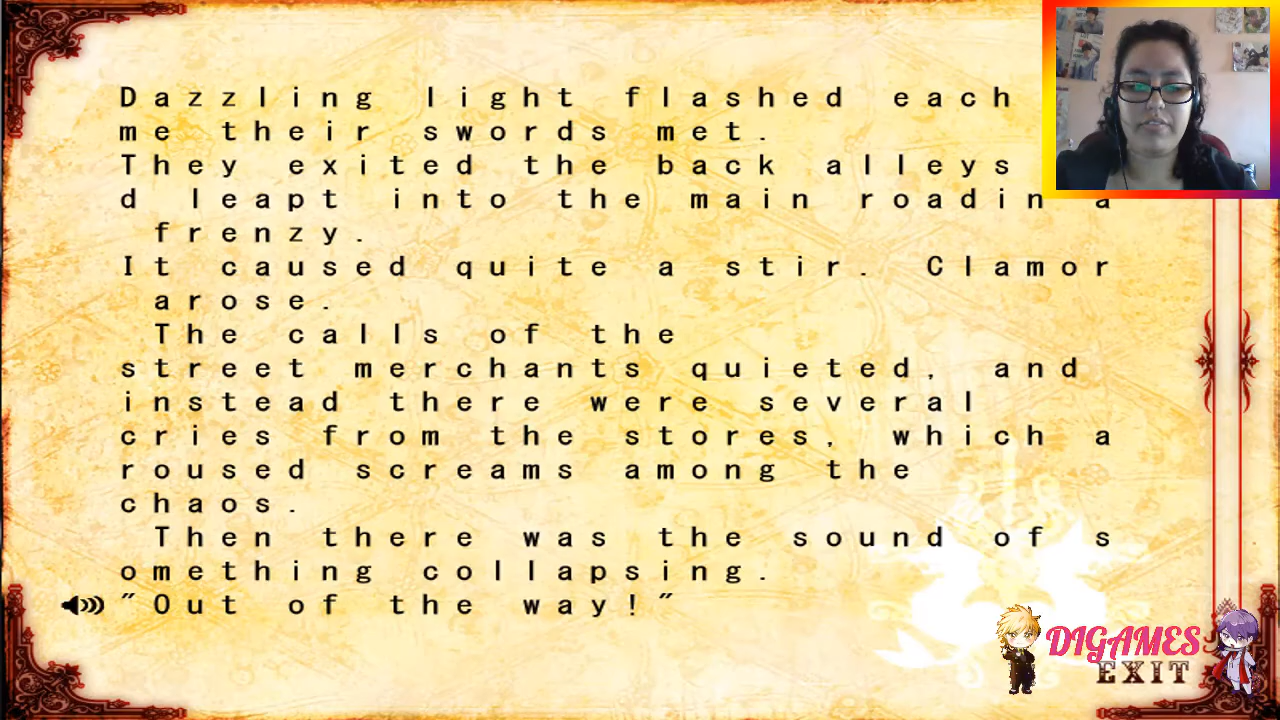 Dazzling light flashed each
me their swords met.
They exited the back alleys
d leapt into the main roadin a
frenzy.
It caused quite a stir. Clamor
arose.
The calls of the
street merchants quieted, and
instead there were several
cries from the stores, which a
roused screams among the
chaos.
Then there was the sound of s
omething collapsing.
"Out of the way!"
DIGAMES
EXIT